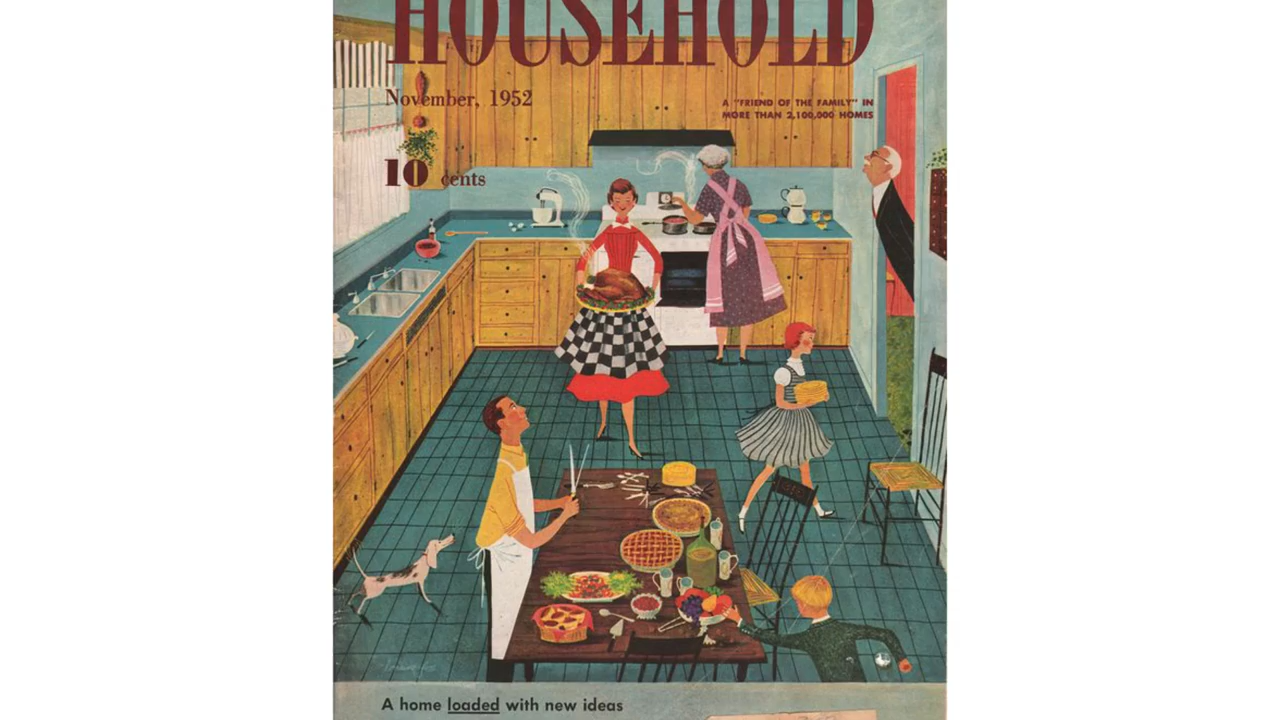 HOUSEHOLD
November, 1952
A "FRIEND OF THE FAMILY" IN
MORE THAN 2,100,000 HOMES
10 cents
A home loaded with new ideas